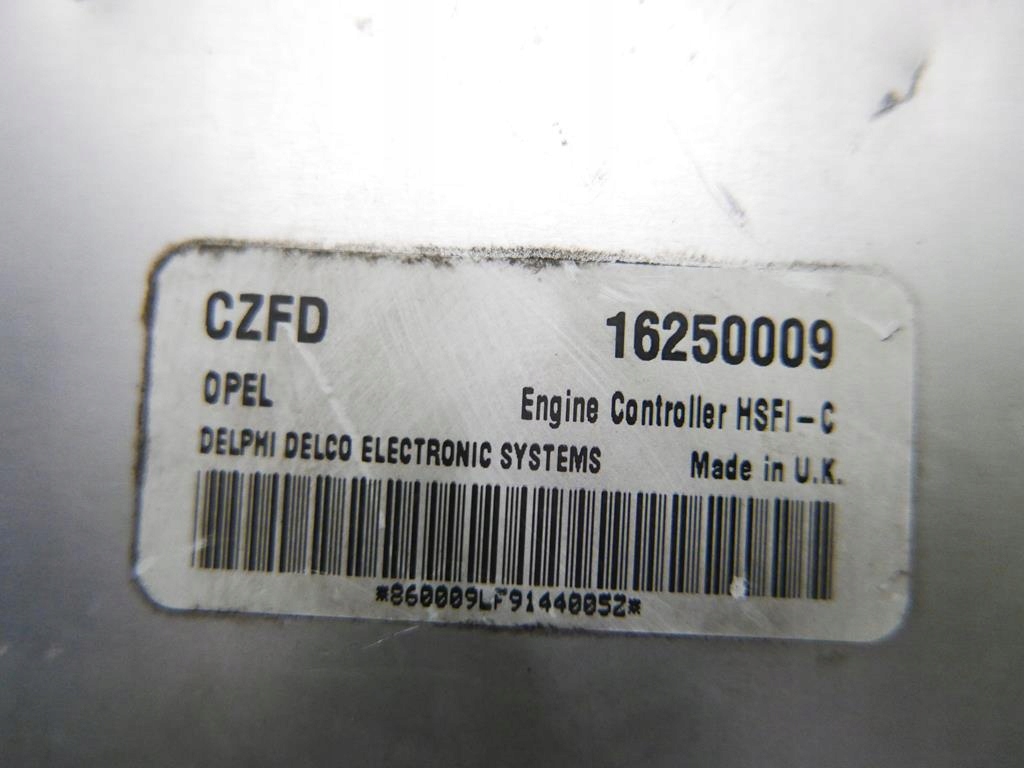 CZFD 16250009
OPEL Engine Controller HSFI-C
DELPHI DELCO ELECTRONIC SYSTEMS Made in U.K.
*860009LF91440052*